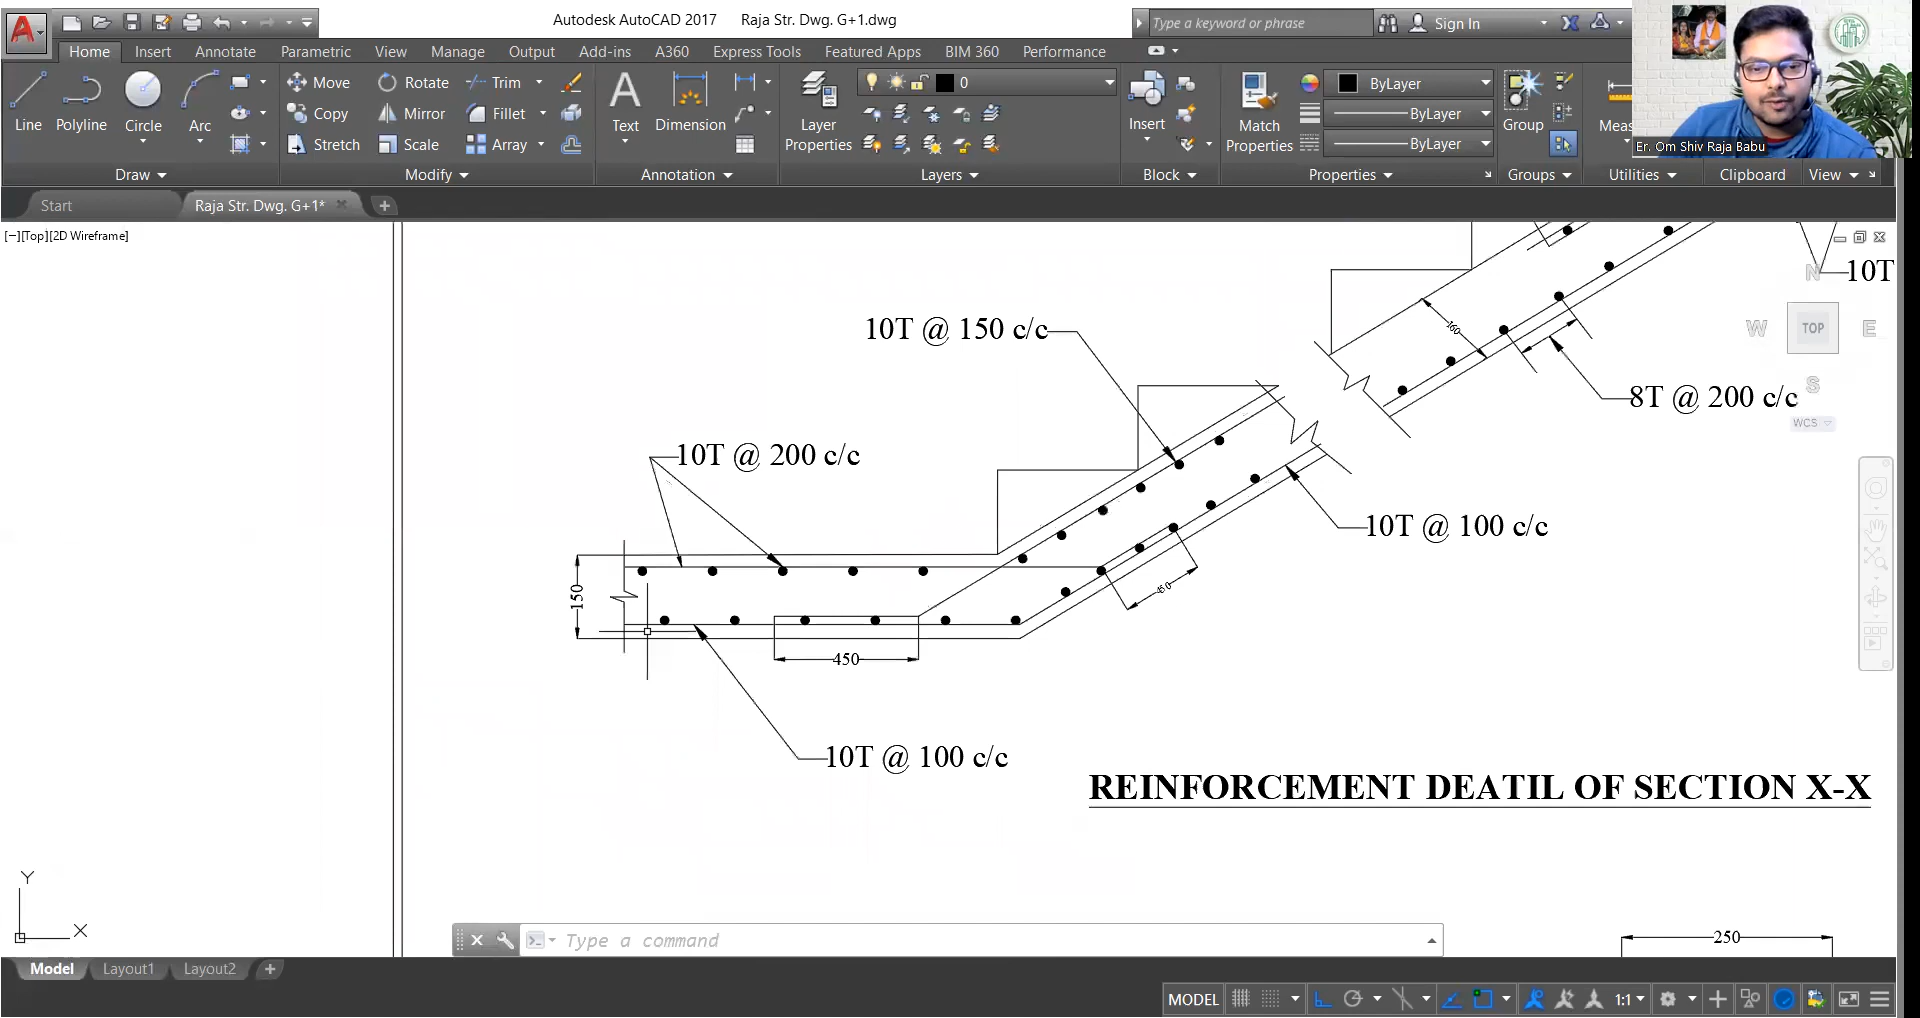 Autodesk AutoCAD 2017 Raja Str. Dwg. G+1.dwg
Type a keyword or phrase
Sign In
Home Insert Annotate Parametric View Manage Output Add-ins A360 Express Tools Featured Apps BIM 360 Performance
Line
Polyline
Circle
Arc
Move Rotate Trim
Copy Mirror Fillet
Stretch Scale Array
Text
Dimension
Layer
Properties
0
Insert
Match
Properties
ByLayer
ByLayer
ByLayer
Group
Meas
Er. Om Shiv Raja Babu
Draw Modify Annotation Layers Block Properties Groups Utilities Clipboard View
Start Raja Str. Dwg. G+1*
[−][Top][2D Wireframe]
10T
N
W TOP E
S
WCS
10T @ 150 c/c
160
8T @ 200 c/c
10T @ 200 c/c
10T @ 100 c/c
150
450
450
10T @ 100 c/c
REINFORCEMENT DEATIL OF SECTION X-X
250
Y
X
Type a command
Model Layout1 Layout2
MODEL 1:1